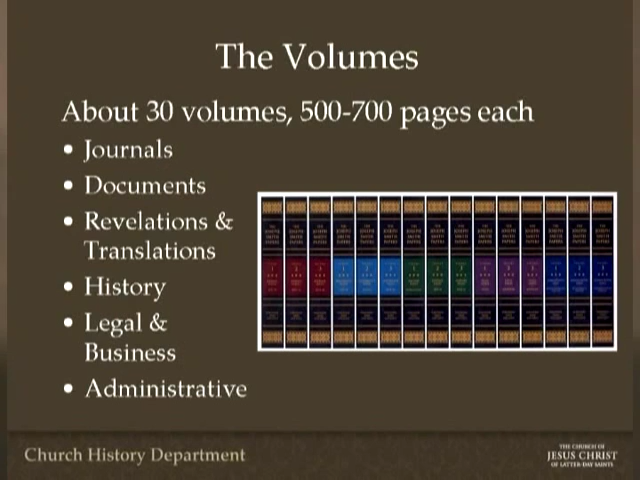 The Volumes
About 30 volumes, 500-700 pages each
• Journals
• Documents
• Revelations &
Translations
• History
• Legal &
Business
• Administrative
Church History Department
THE CHURCH OF
JESUS CHRIST
OF LATTER-DAY SAINTS